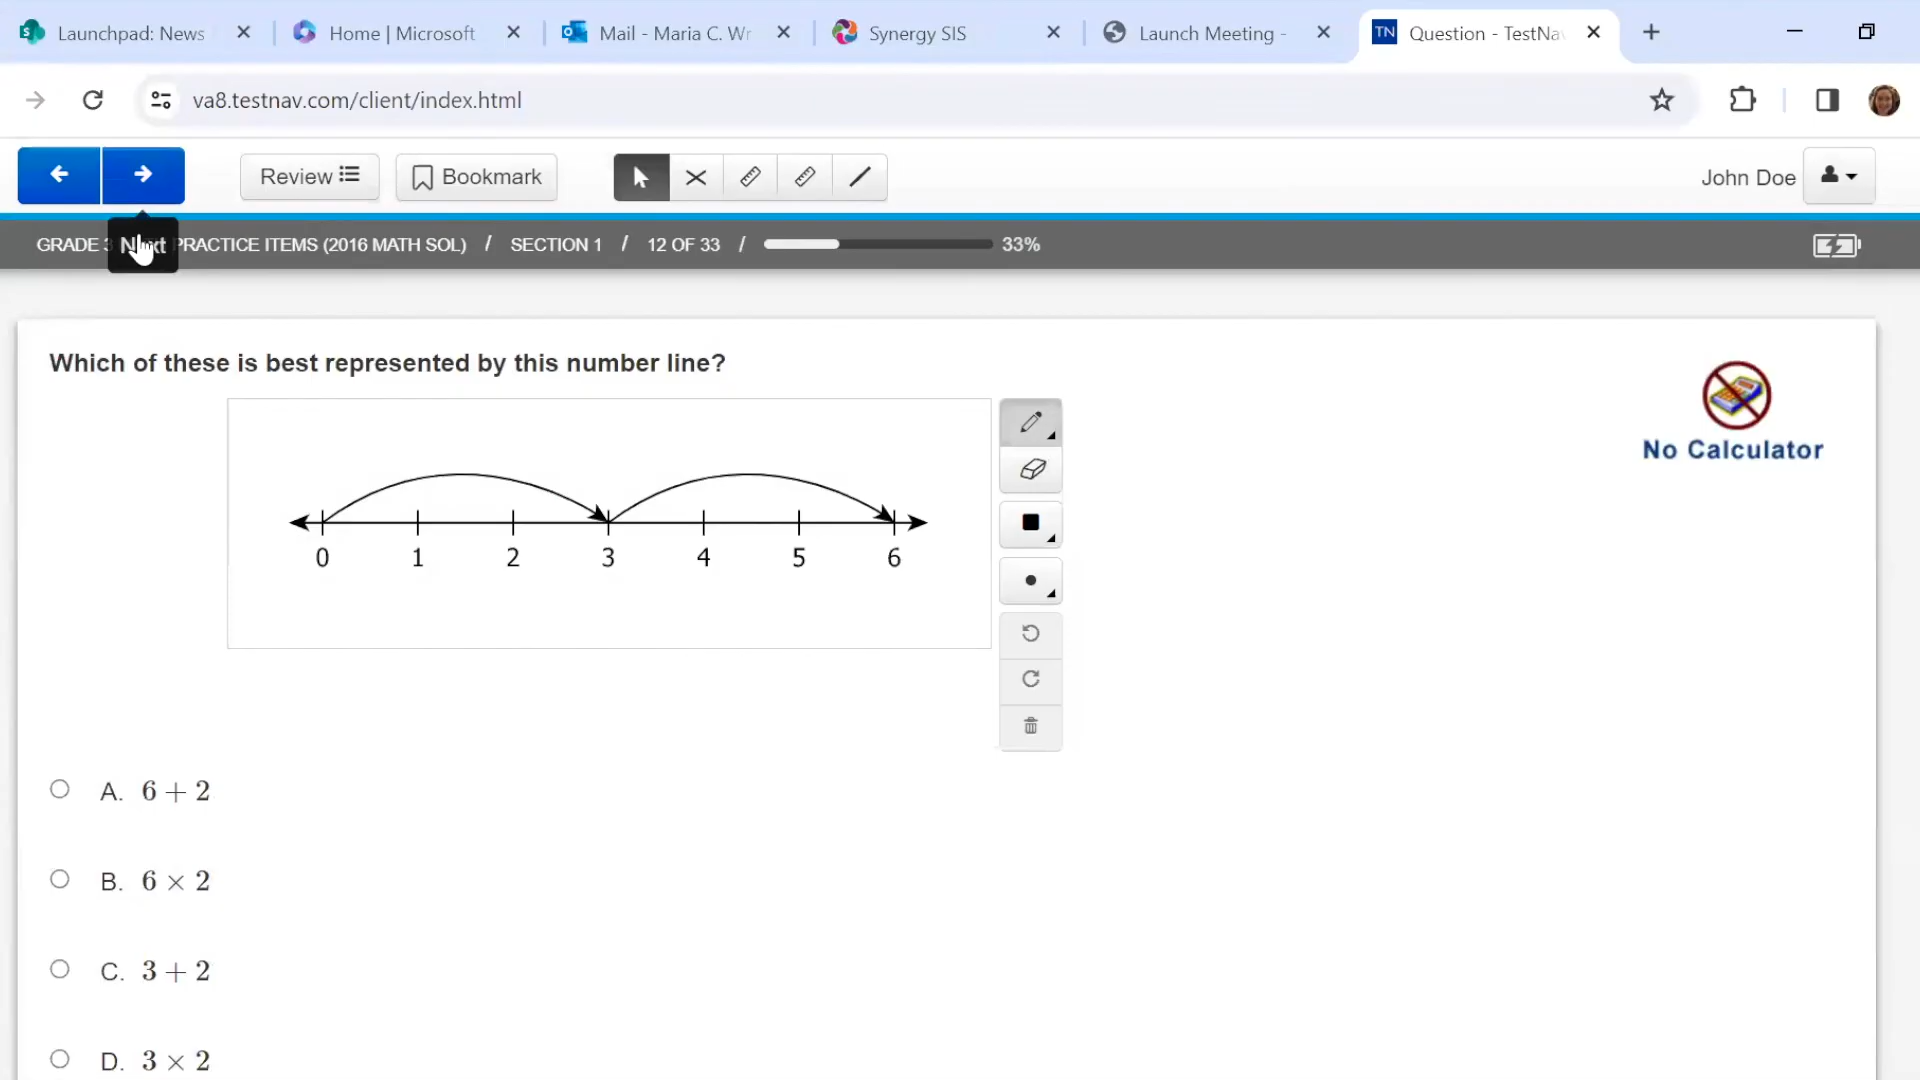 Launchpad: News
Home | Microsoft
Mail - Maria C. Wr
Synergy SIS
Launch Meeting -
TN Question - TestNa
va8.testnav.com/client/index.html
Review
Bookmark
John Doe
GRADE 3 PRACTICE ITEMS (2016 MATH SOL) / SECTION 1 / 12 OF 33 / 33%
Next
Which of these is best represented by this number line?
No Calculator
0 1 2 3 4 5 6
A. 6 + 2
B. 6 × 2
C. 3 + 2
D. 3 × 2